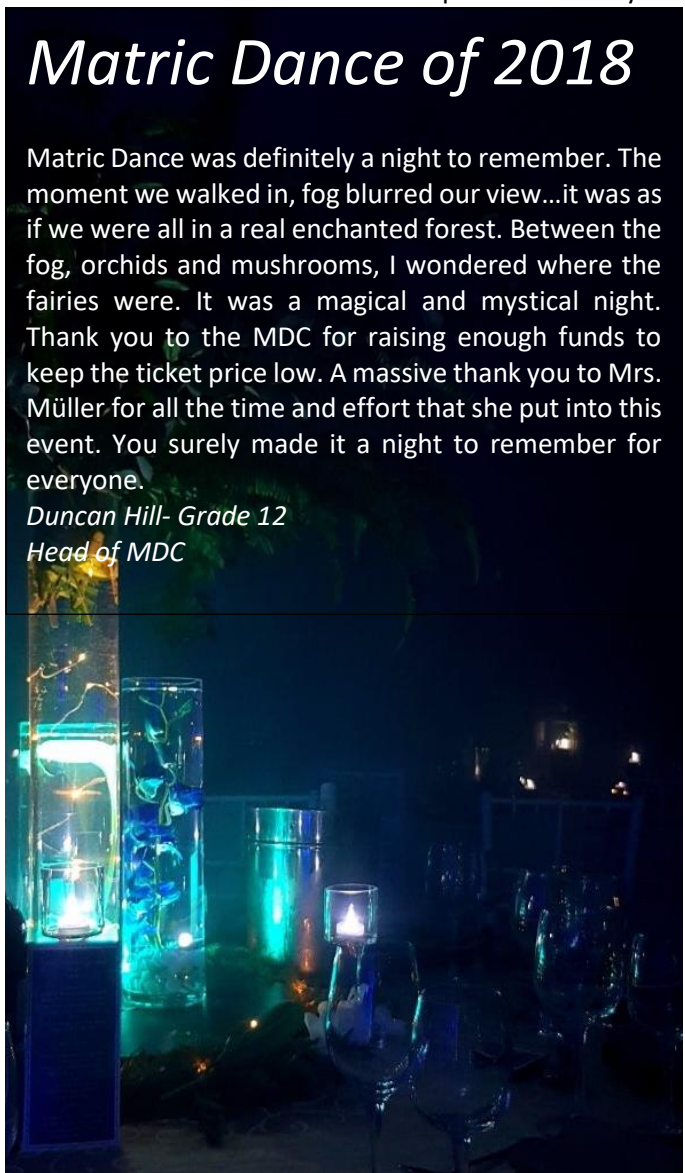 Matric Dance of 2018
Matric Dance was definitely a night to remember. The
moment we walked in, fog blurred our view…it was as
if we were all in a real enchanted forest. Between the
fog, orchids and mushrooms, I wondered where the
fairies were. It was a magical and mystical night.
Thank you to the MDC for raising enough funds to
keep the ticket price low. A massive thank you to Mrs.
Müller for all the time and effort that she put into this
event. You surely made it a night to remember for
everyone.
Duncan Hill- Grade 12
Head of MDC